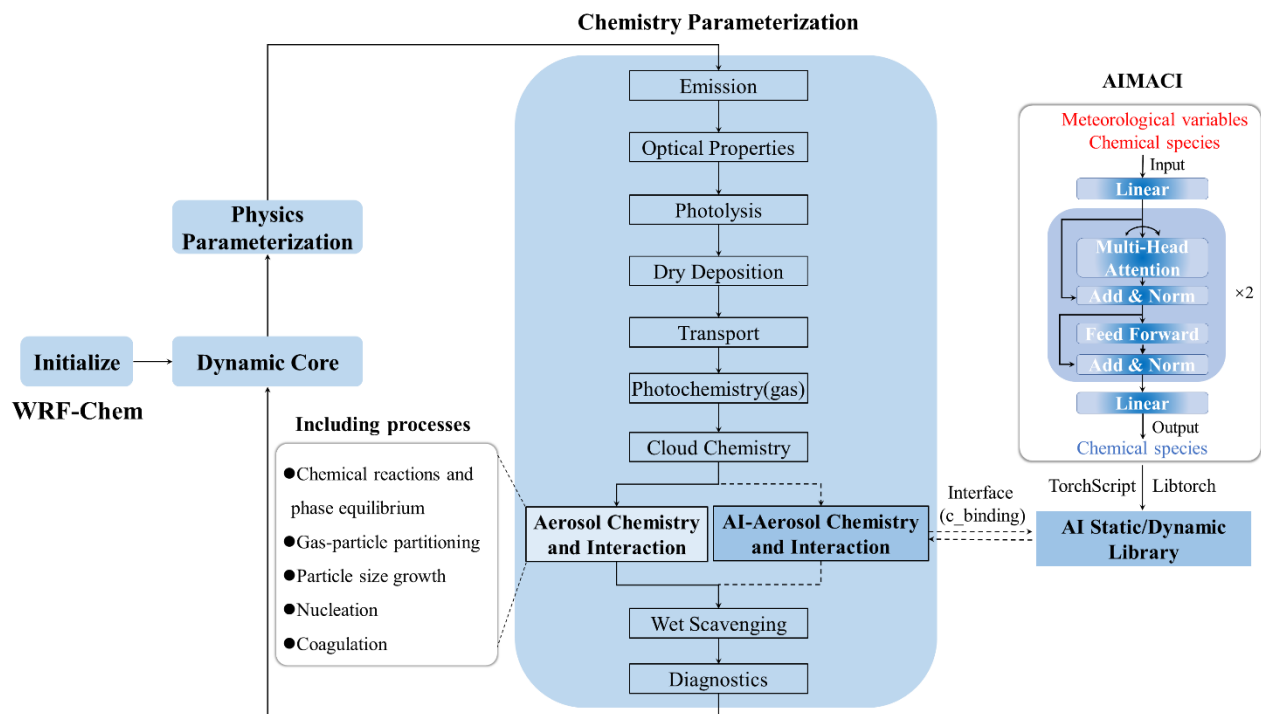 Chemistry Parameterization
Emission
Optical Properties
Photolysis
Dry Deposition
Transport
Photochemistry(gas)
Cloud Chemistry
Aerosol Chemistry
and Interaction
AI-Aerosol Chemistry
and Interaction
Wet Scavenging
Diagnostics
Physics
Parameterization
Initialize
Dynamic Core
WRF-Chem
Including processes
●Chemical reactions and
phase equilibrium
●Gas-particle partitioning
●Particle size growth
●Nucleation
●Coagulation
AIMACI
Meteorological variables
Chemical species
Input
Linear
Multi-Head
Attention
Add & Norm
×2
Feed Forward
Add & Norm
Linear
Output
Chemical species
TorchScript
Libtorch
Interface
(c_binding)
AI Static/Dynamic
Library